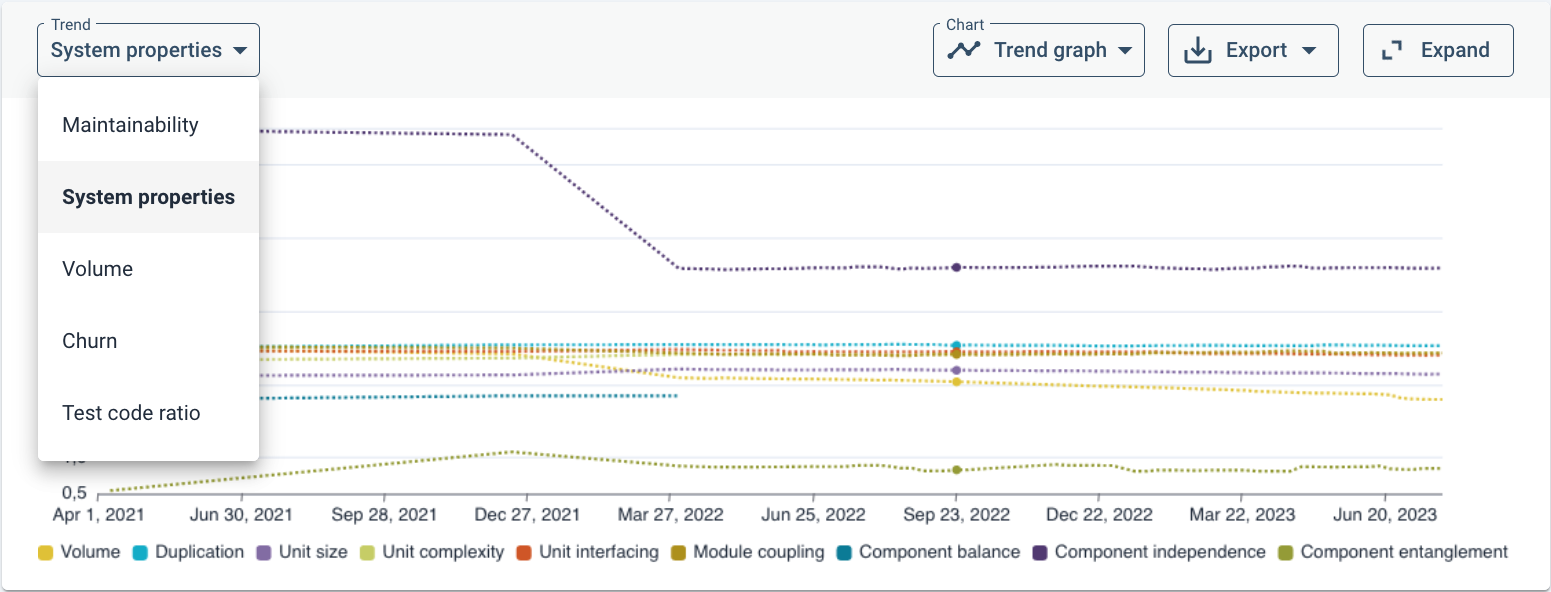 Trend
System properties
Chart
Trend graph
Export
Expand
Maintainability
System properties
Volume
Churn
Test code ratio
0,5
Apr 1, 2021 Jun 30, 2021 Sep 28, 2021 Dec 27, 2021 Mar 27, 2022 Jun 25, 2022 Sep 23, 2022 Dec 22, 2022 Mar 22, 2023 Jun 20, 2023
Volume Duplication Unit size Unit complexity Unit interfacing Module coupling Component balance Component independence Component entanglement